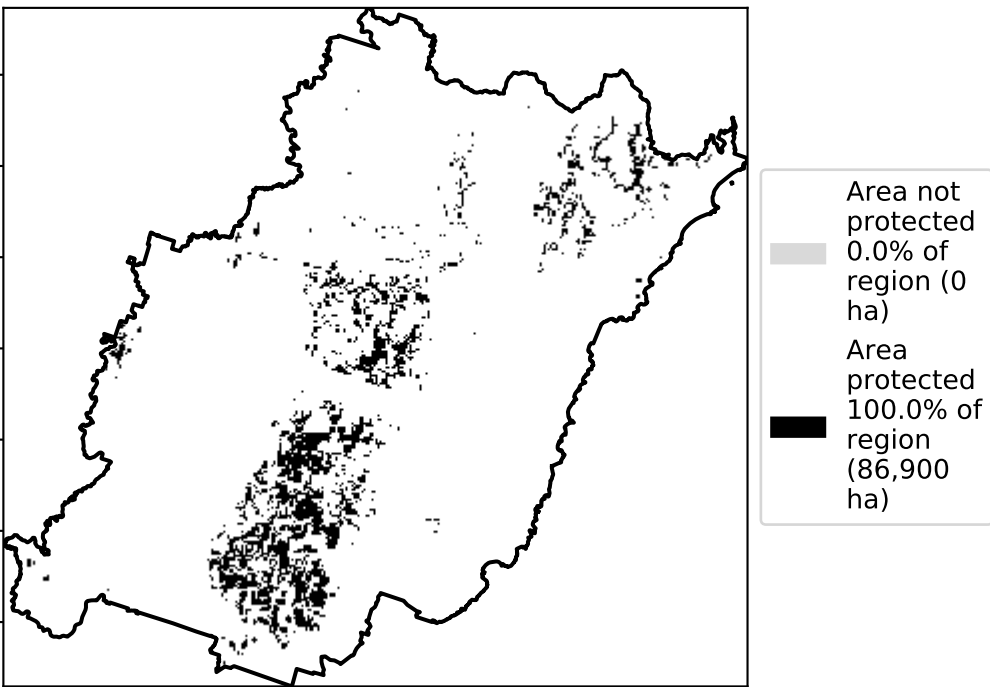 Area not
protected
0.0% of
region (0
ha)
Area
protected
100.0% of
region
(86,900
ha)